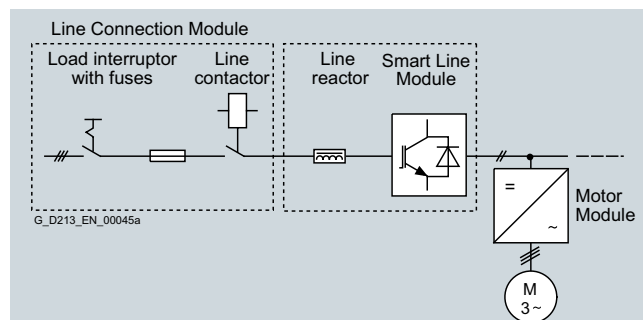 Line Connection Module
Load interruptor
with fuses
Line
contactor
Line
reactor
Smart Line
Module
G_D213_EN_00045a
=
~
Motor
Module
M
3~